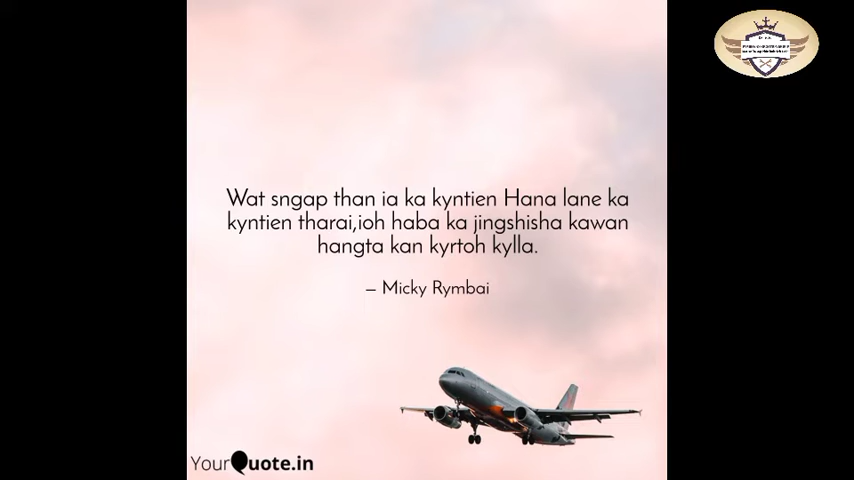 Wat sngap than ia ka kyntien Hana lane ka
kyntien tharai,ioh haba ka jingshisha kawan
hangta kan kyrtoh kylla.
– Micky Rymbai
YourQuote.in